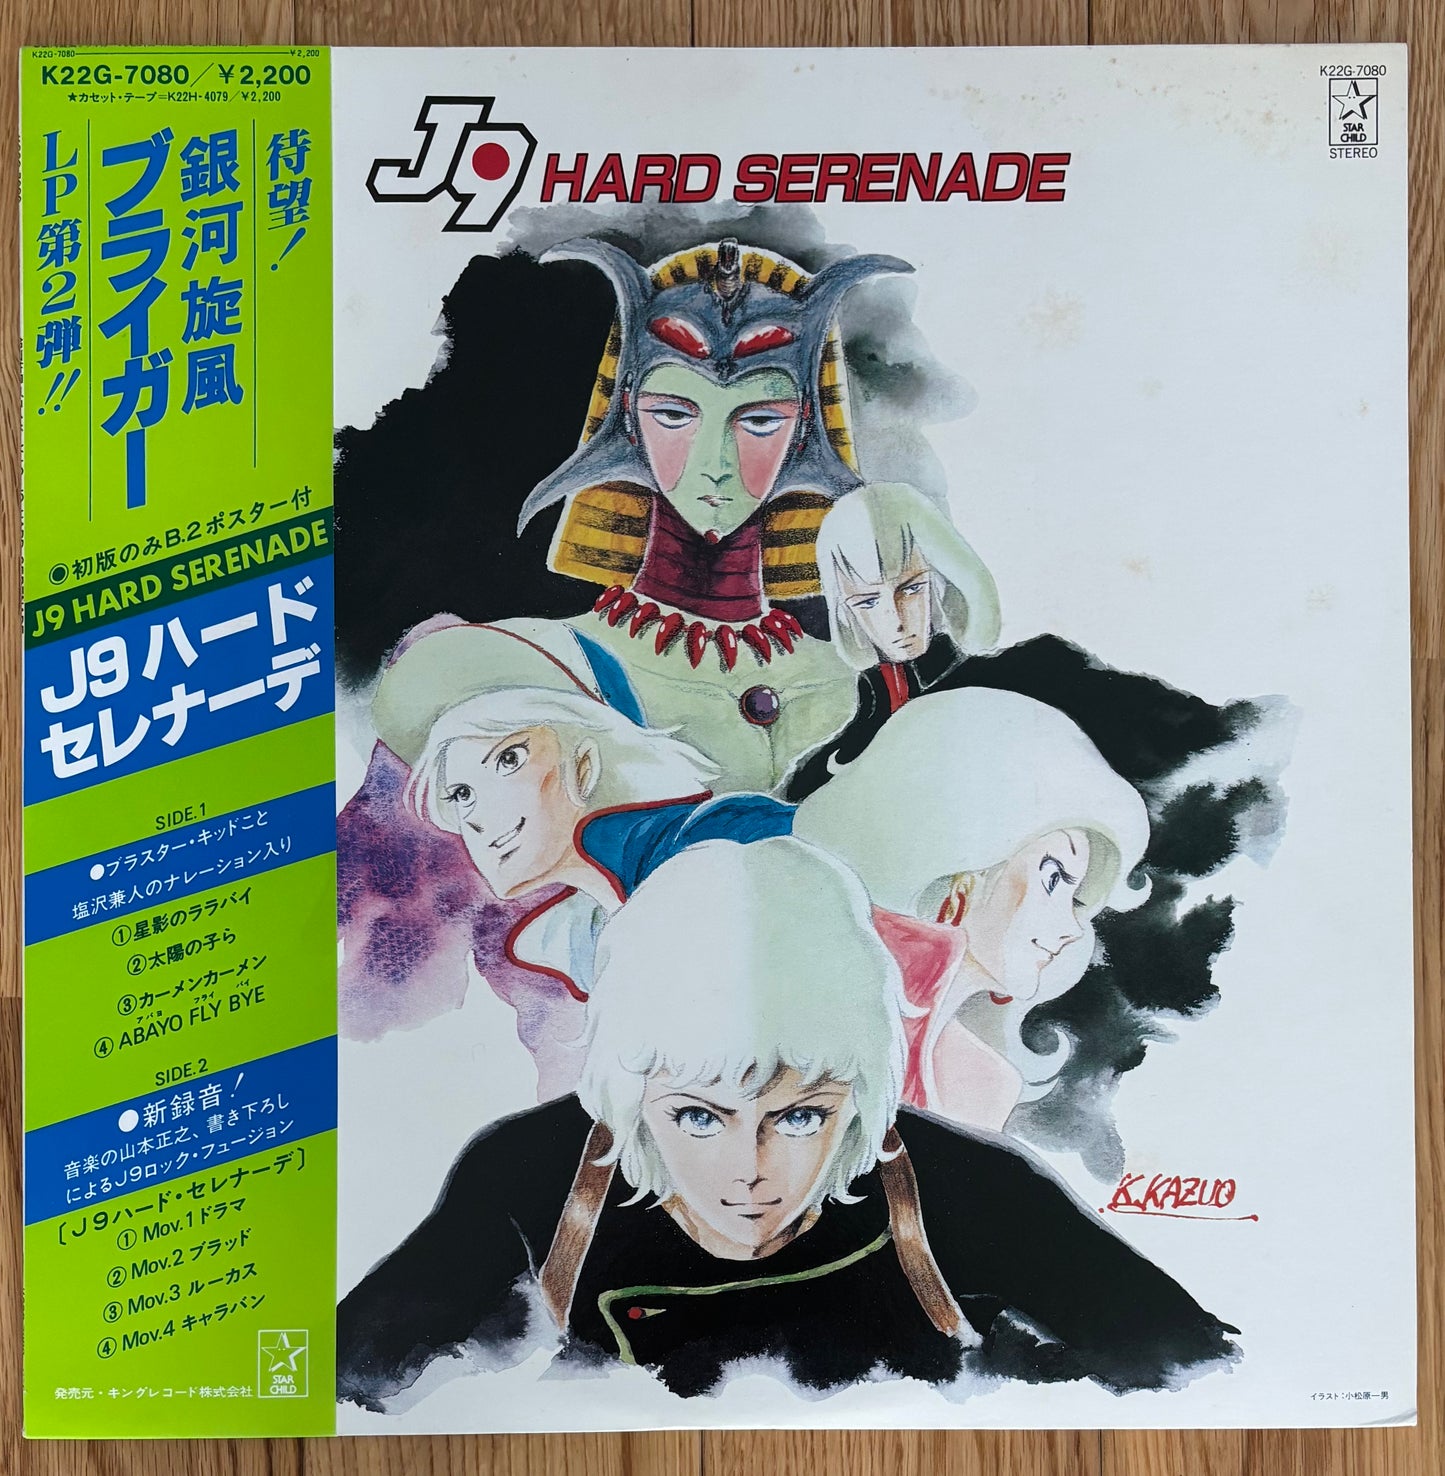 K22G-7080 ¥2,200
K22G-7080/¥2,200
★カセット・テープ=K22H-4079/¥2,200
待望!
銀河旋風
ブライガー
LP第2弾!!
◉初版のみB.2ポスター付
J9 HARD SERENADE
J9ハード
セレナーデ
SIDE.1
●ブラスター・キッドこと
塩沢兼人のナレーション入り
①星影のララバイ
②太陽の子ら
③カーメンカーメン
アバヨ フライ バイ
④ABAYO FLY BYE
SIDE.2
●新録音!
音楽の山本正之、書き下ろし
によるJ9ロック・フュージョン
〔J9ハード・セレナーデ〕
①Mov.1ドラマ
②Mov.2 ブラッド
③Mov.3 ルーカス
④Mov.4 キャラバン
発売元・キングレコード株式会社
STAR
CHILD
J9 HARD SERENADE
K22G-7080
STAR
CHILD
STEREO
K.KAZUO
イラスト:小松原一男